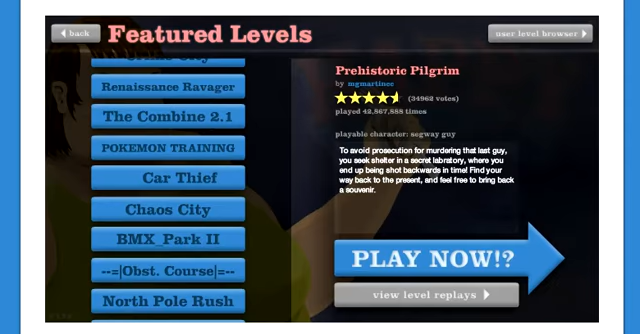 back
Featured Levels
user level browser
Renaissance Ravager
The Combine 2.1
POKEMON TRAINING
Car Thief
Chaos City
BMX_Park II
--=|Obst. Course|=--
North Pole Rush
Prehistoric Pilgrim
by mgmartinee
(34962 votes)
played 42,867,888 times
playable character: segway guy
To avoid prosecution for murdering that last guy,
you seek shelter in a secret labratory, where you
end up being shot backwards in time! Find your
way back to the present, and feel free to bring back
a souvenir.
PLAY NOW!?
view level replays